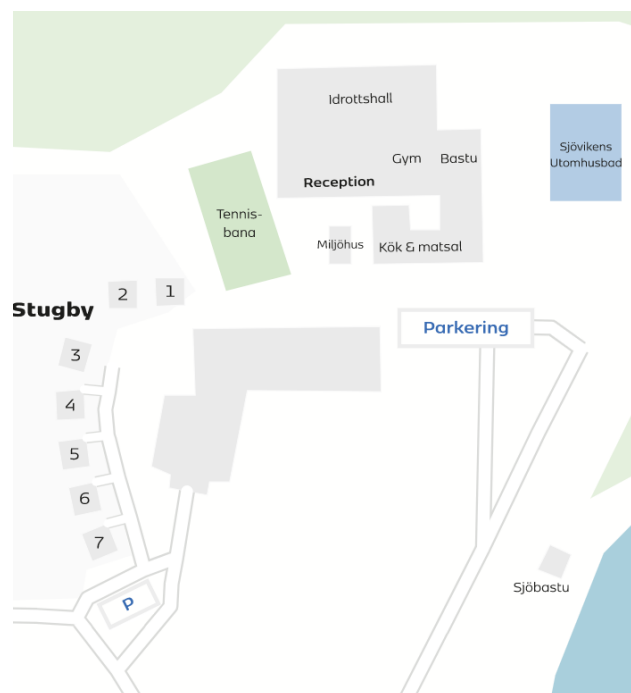 Idrottshall
Gym
Bastu
Reception
Sjövikens
Utomhusbad
Tennis-
bana
Miljöhus
Kök & matsal
Stugby
2
1
Parkering
3
4
5
6
7
P
Sjöbastu